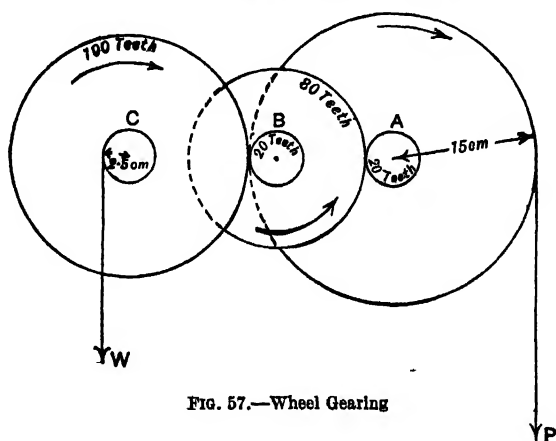 100 Teeth
80 Teeth
C
B
A
20 Teeth
20 Teeth
2·5cm
15cm
W
P
FIG. 57.—Wheel Gearing